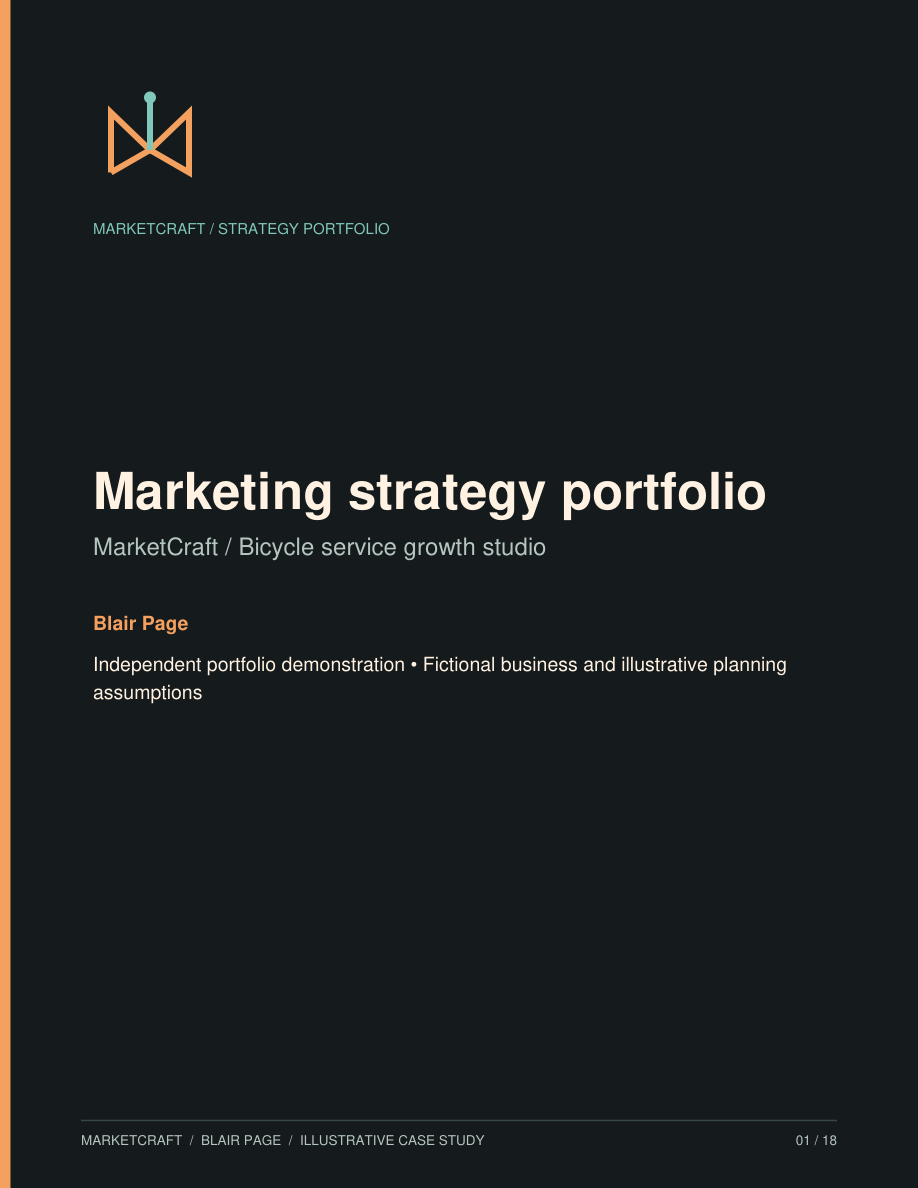 MARKETCRAFT / STRATEGY PORTFOLIO
Marketing strategy portfolio
MarketCraft / Bicycle service growth studio
Blair Page
Independent portfolio demonstration • Fictional business and illustrative planning
assumptions
MARKETCRAFT / BLAIR PAGE / ILLUSTRATIVE CASE STUDY
01 / 18